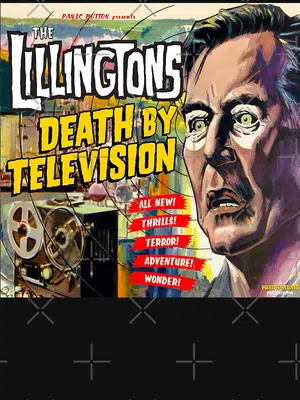 PANIC BUTTON presents
THE
LILLINGTONS
DEATH BY
TELEVISION
ALL NEW!
THRILLS!
TERROR!
ADVENTURE!
WONDER!